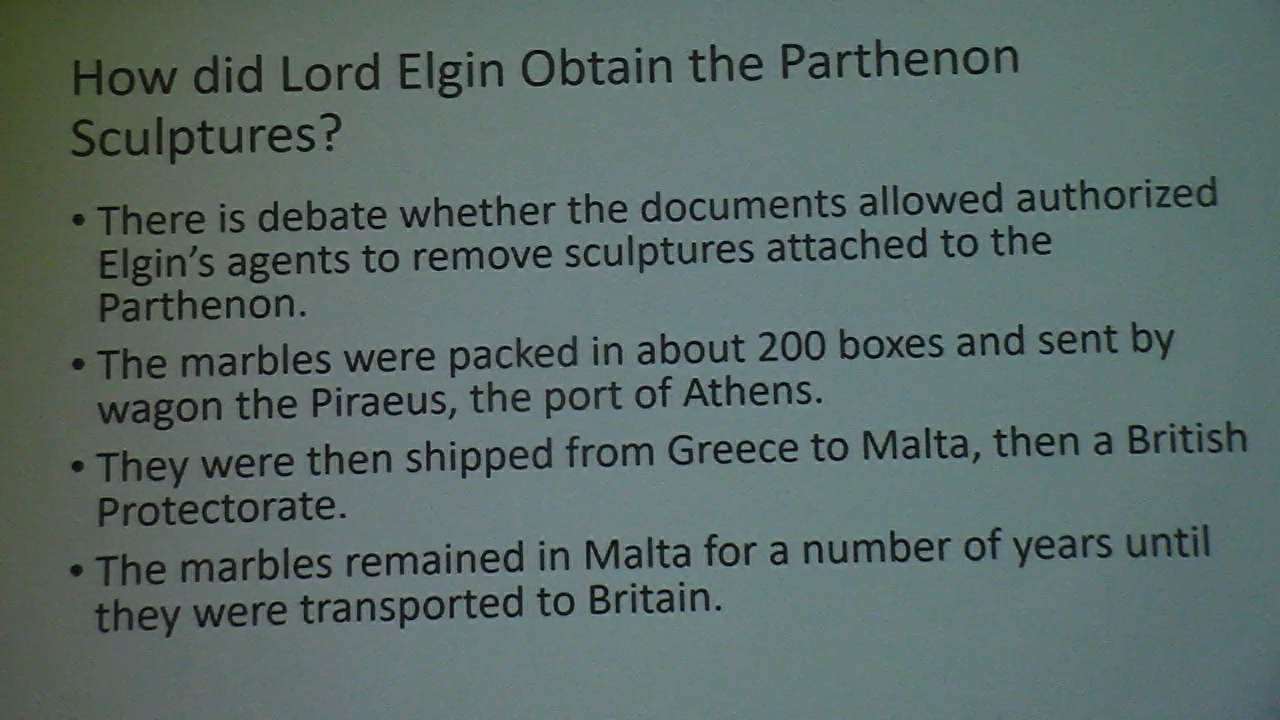 How did Lord Elgin Obtain the Parthenon
Sculptures?
• There is debate whether the documents allowed authorized
Elgin's agents to remove sculptures attached to the
Parthenon.
• The marbles were packed in about 200 boxes and sent by
wagon the Piraeus, the port of Athens.
• They were then shipped from Greece to Malta, then a British
Protectorate.
• The marbles remained in Malta for a number of years until
they were transported to Britain.